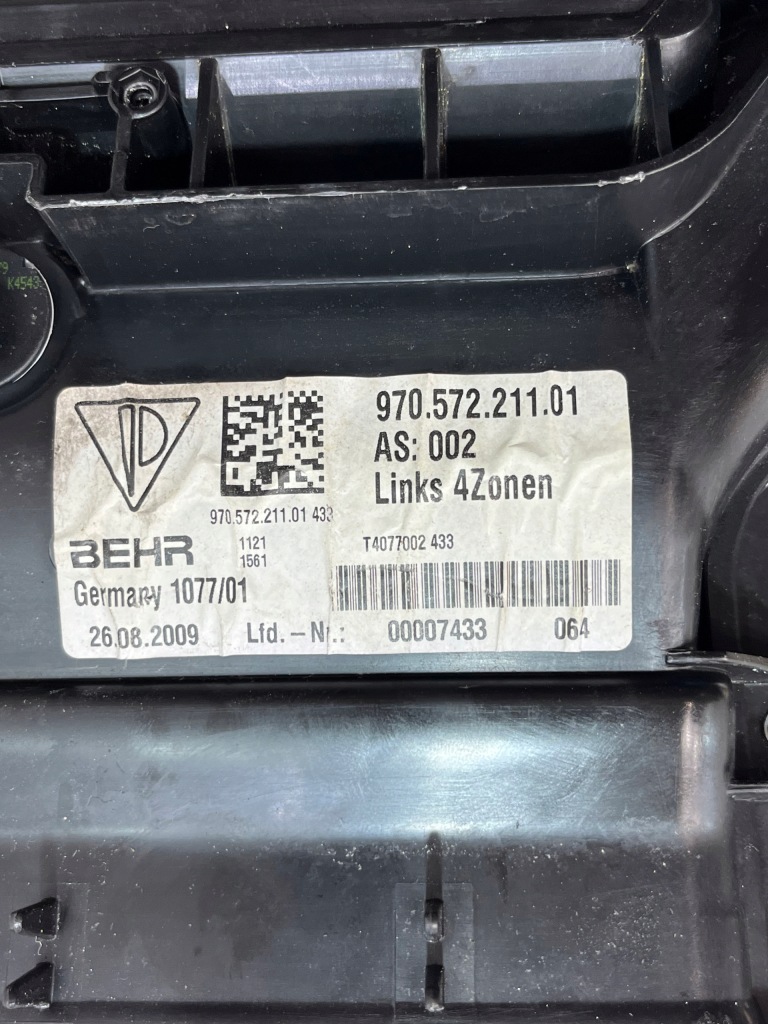 K4543
970.572.211.01
AS: 002
Links 4Zonen
970.572.211.01 433
T4077002 433
BEHR
1121
1561
Germany 1077/01
26.08.2009 Lfd.-Nr.: 00007433 064